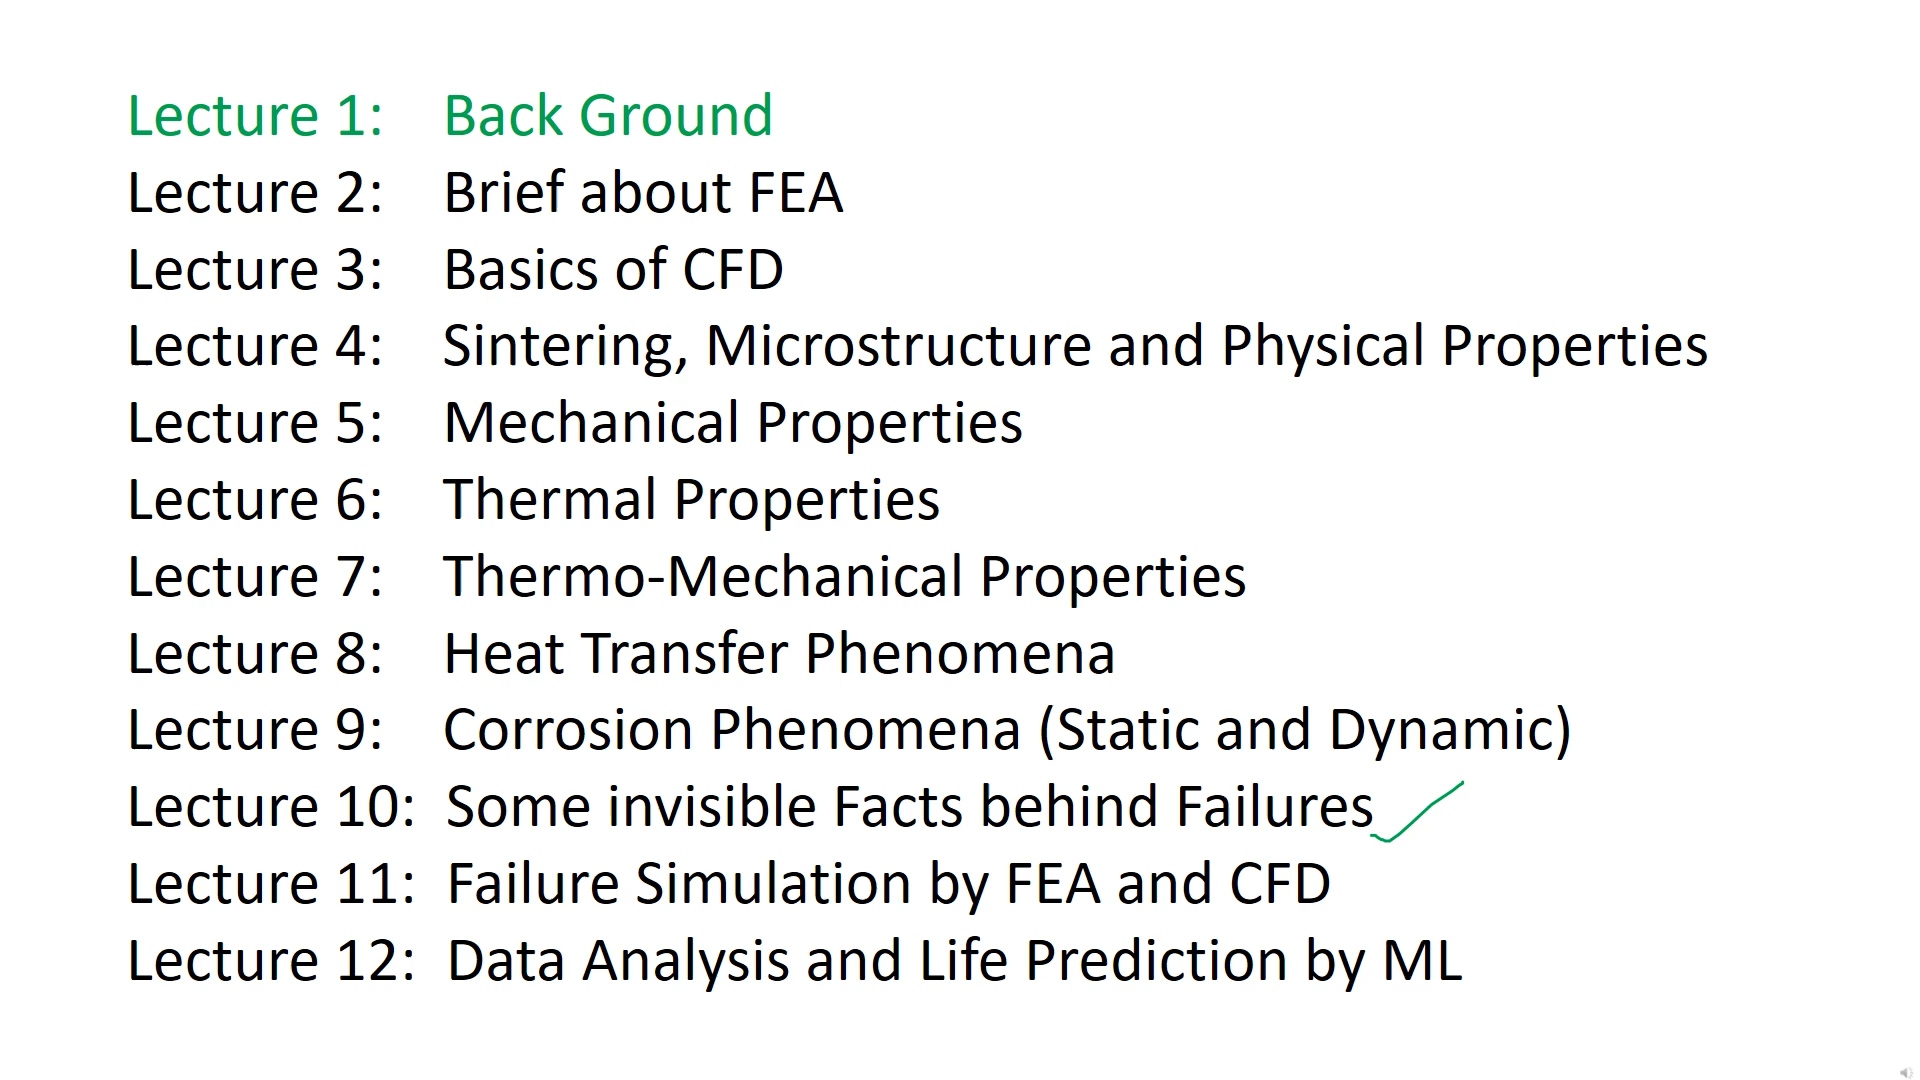 Lecture 1: Back Ground
Lecture 2: Brief about FEA
Lecture 3: Basics of CFD
Lecture 4: Sintering, Microstructure and Physical Properties
Lecture 5: Mechanical Properties
Lecture 6: Thermal Properties
Lecture 7: Thermo-Mechanical Properties
Lecture 8: Heat Transfer Phenomena
Lecture 9: Corrosion Phenomena (Static and Dynamic)
Lecture 10: Some invisible Facts behind Failures
Lecture 11: Failure Simulation by FEA and CFD
Lecture 12: Data Analysis and Life Prediction by ML